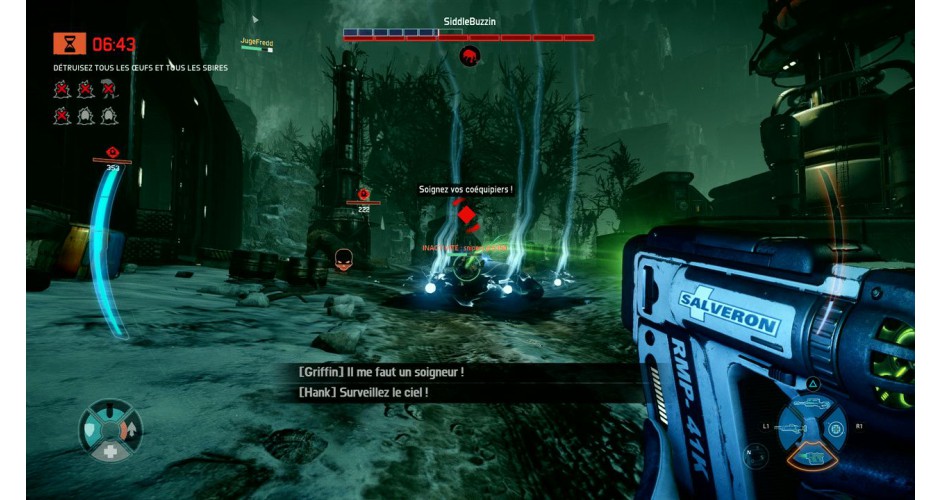 SiddleBuzzin
06:43
JugeFredd
DÉTRUISEZ TOUS LES ŒUFS ET TOUS LES SBIRES
353
222
Soignez vos coéquipiers !
[Griffin] Il me faut un soigneur !
[Hank] Surveillez le ciel !
SALVERON
RMP-41K
L1
R1
N